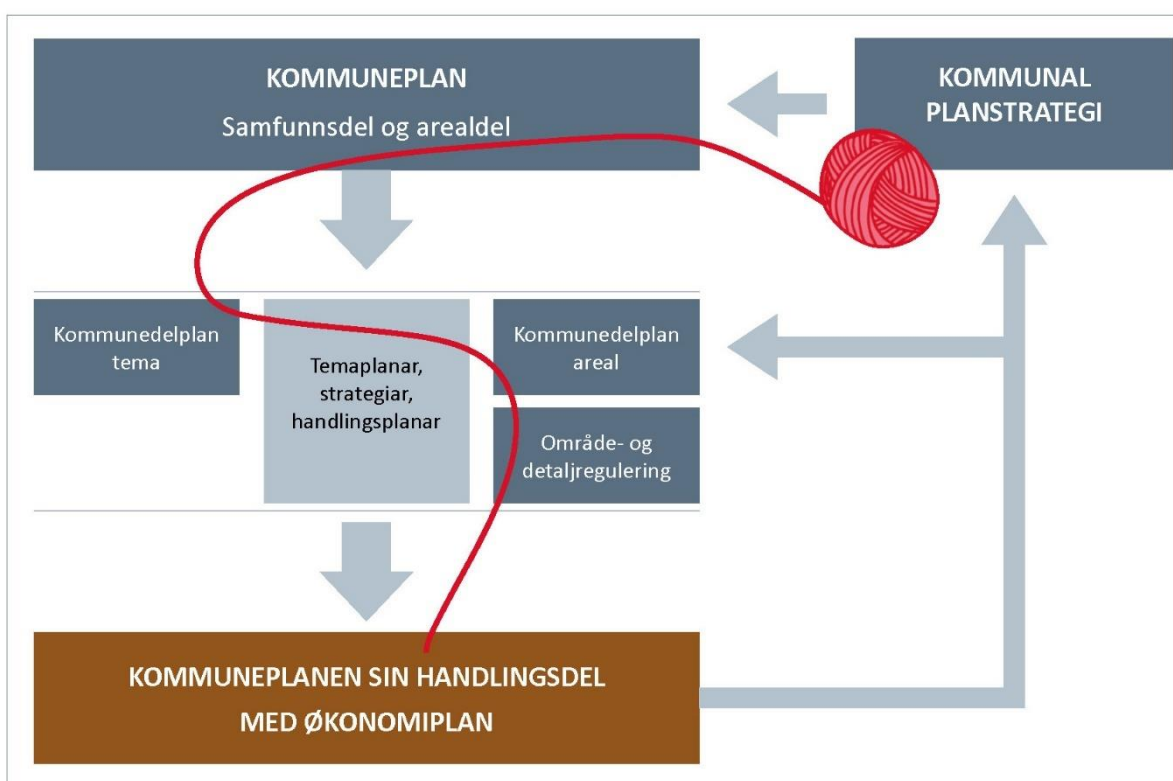 KOMMUNEPLAN
Samfunnsdel og arealdel
KOMMUNAL
PLANSTRATEGI
Kommunedelplan
tema
Temaplanar,
strategiar,
handlingsplanar
Kommunedelplan
areal
Område- og
detaljregulering
KOMMUNEPLANEN SIN HANDLINGSDEL
MED ØKONOMIPLAN